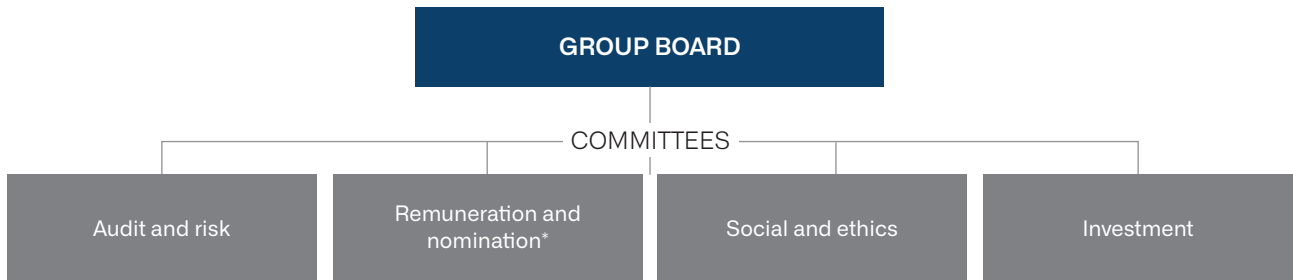 GROUP BOARD
COMMITTEES
Audit and risk
Remuneration and
nomination*
Social and ethics
Investment